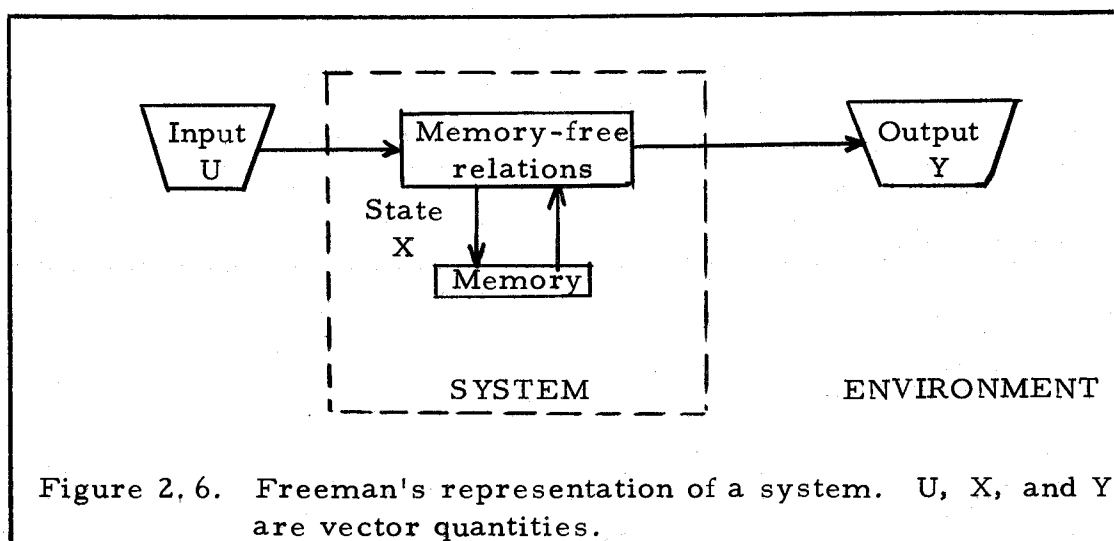 Input
U
Memory-free
relations
Output
Y
State
X
Memory
SYSTEM
ENVIRONMENT
Figure 2.6. Freeman's representation of a system. U, X, and Y
are vector quantities.